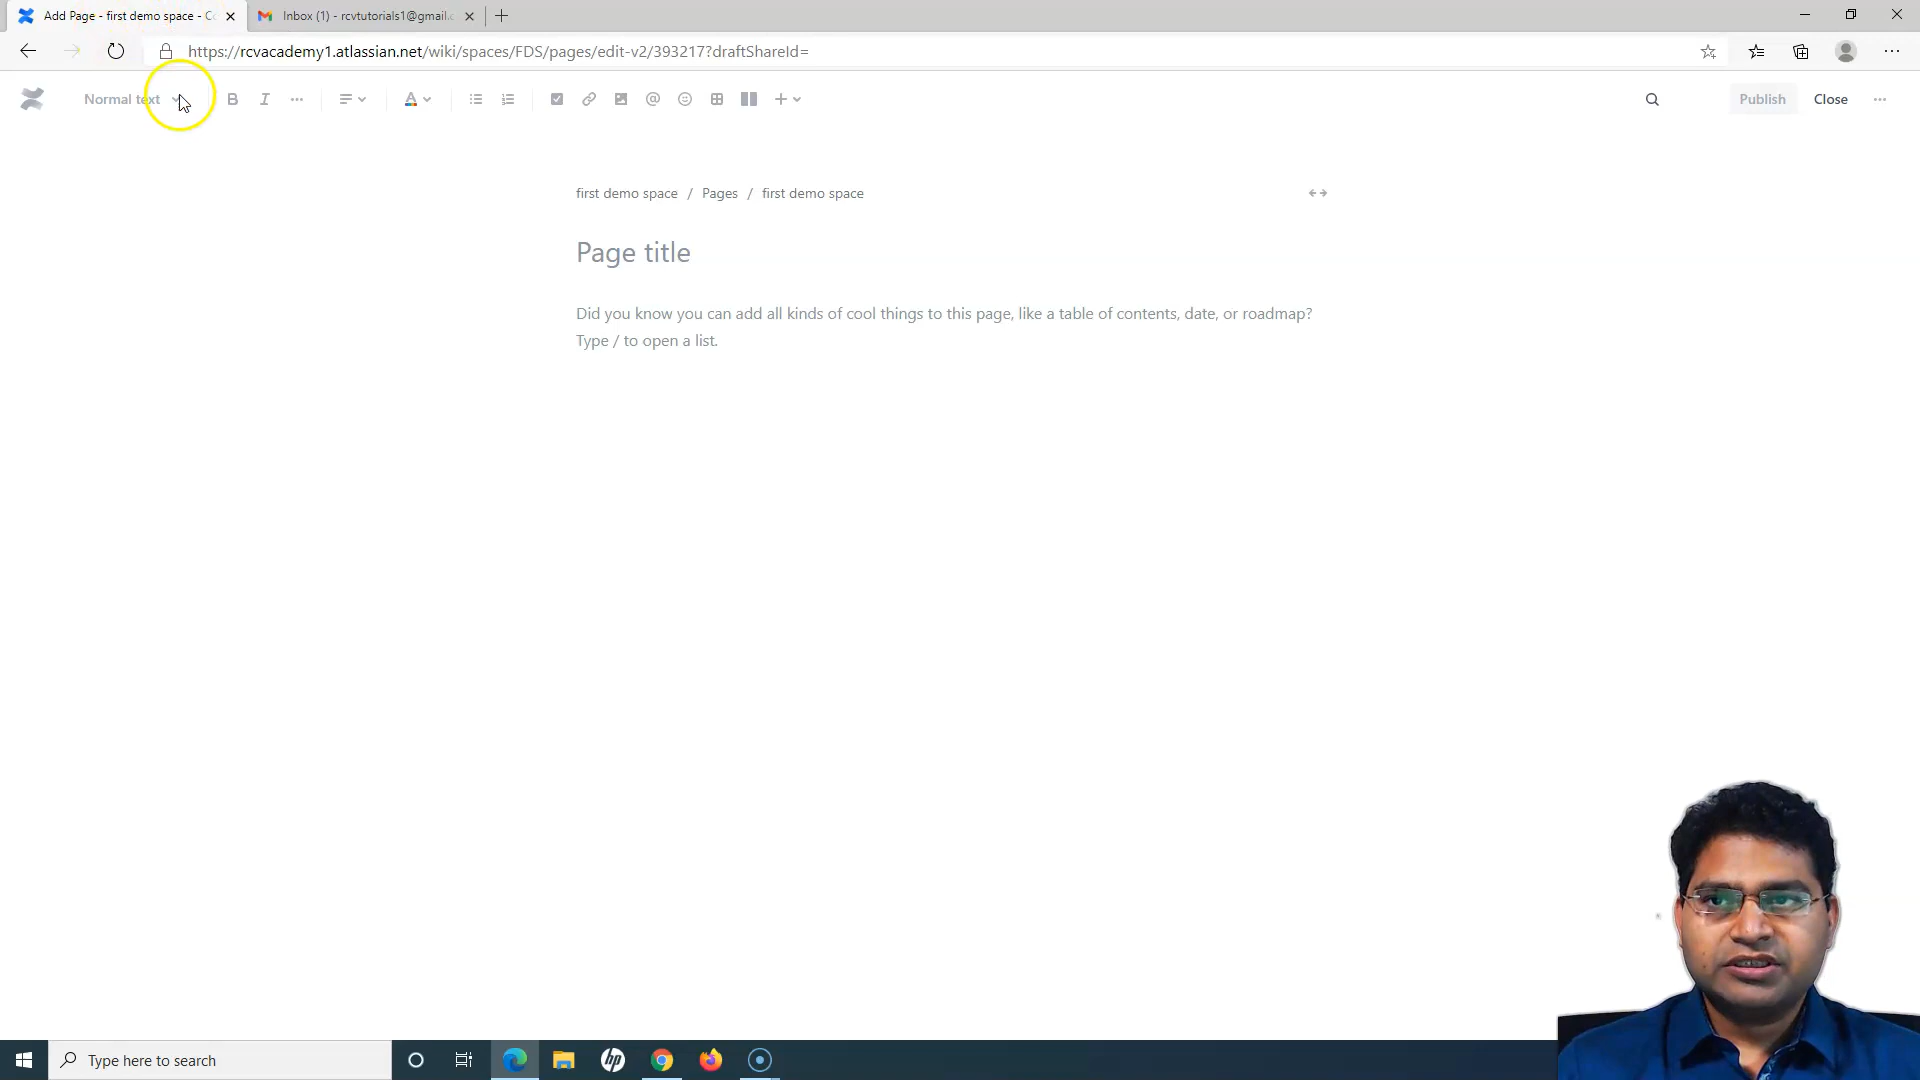 Add Page - first demo space - C
Inbox (1) - rcvtutorials1@gmail.c
https://rcvacademy1.atlassian.net/wiki/spaces/FDS/pages/edit-v2/393217?draftShareId=
Normal text
B I ... A @
Publish
Close
first demo space / Pages / first demo space
Page title
Did you know you can add all kinds of cool things to this page, like a table of contents, date, or roadmap?
Type / to open a list.
hp
Type here to search